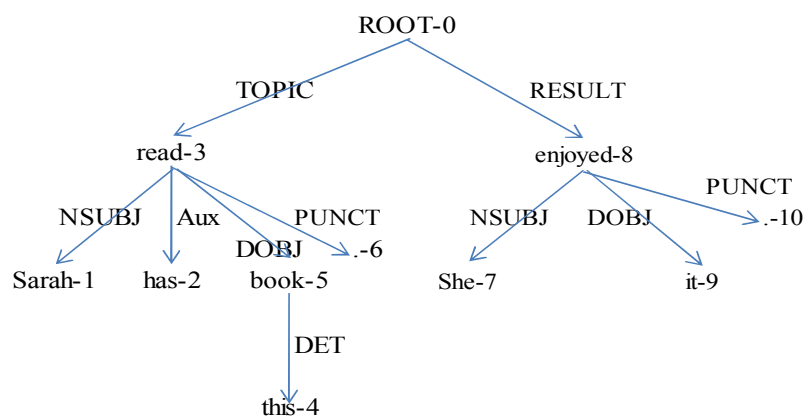 ROOT-0
TOPIC RESULT
read-3 enjoyed-8
NSUBJ Aux DOBJ PUNCT NSUBJ DOBJ PUNCT
Sarah-1 has-2 book-5 .-6 She-7 it-9 .-10
DET
this-4